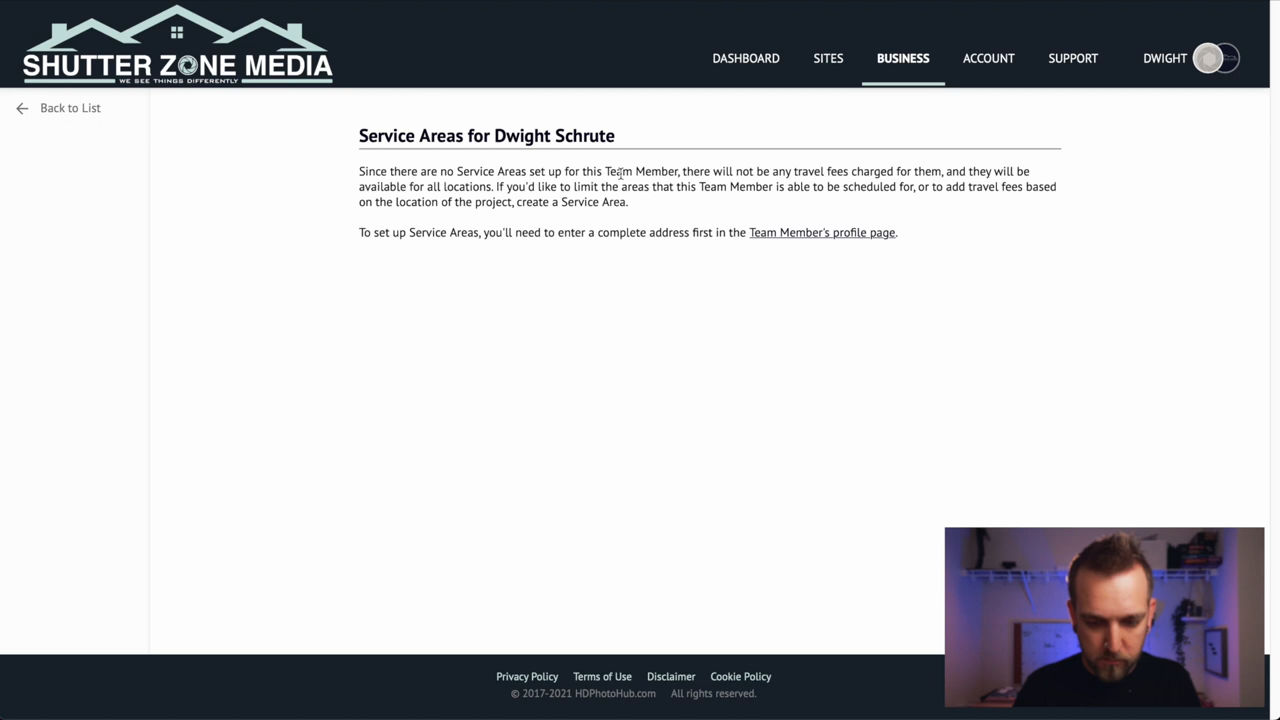 SHUTTER ZONE MEDIA
WE SEE THINGS DIFFERENTLY
DASHBOARD
SITES
BUSINESS
ACCOUNT
SUPPORT
DWIGHT
Back to List
Service Areas for Dwight Schrute
Since there are no Service Areas set up for this Team Member, there will not be any travel fees charged for them, and they will be
available for all locations. If you'd like to limit the areas that this Team Member is able to be scheduled for, or to add travel fees based
on the location of the project, create a Service Area.
To set up Service Areas, you'll need to enter a complete address first in the Team Member's profile page.
Privacy Policy
Terms of Use
Disclaimer
Cookie Policy
© 2017-2021 HDPhotoHub.com All rights reserved.